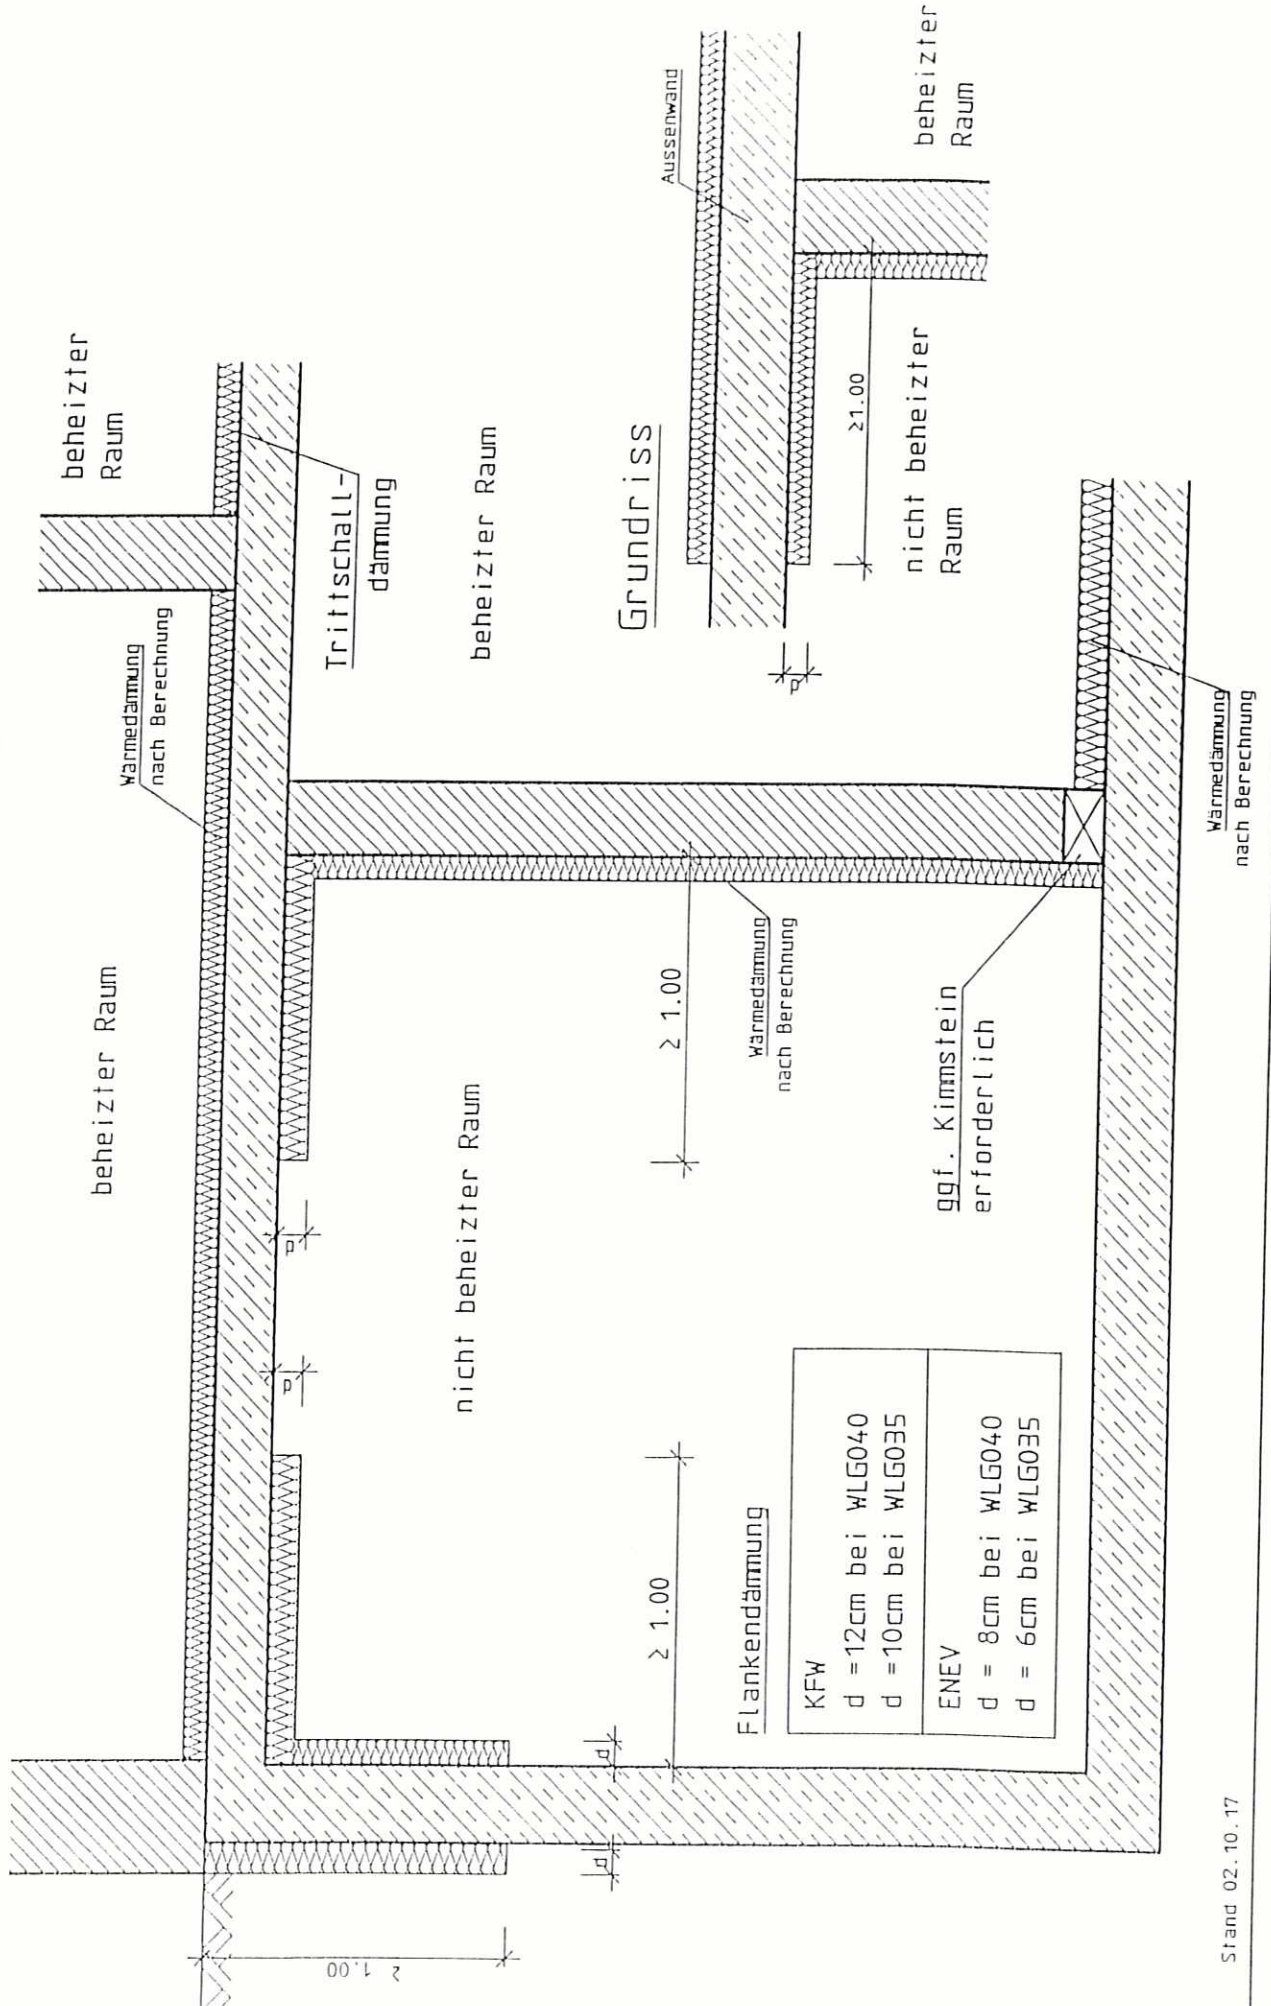 beheizter Raum
Wärmedämmung
nach Berechnung
beheizter
Raum
Trittschall-
dämmung
beheizter Raum
nicht beheizter Raum
d
d
≥ 1.00
≥ 1.00
≥ 1.00
d
d
Wärmedämmung
nach Berechnung
ggf. Kimmstein
erforderlich
Wärmedämmung
nach Berechnung
Flankendämmung
KFW
d =12cm bei WLG040
d =10cm bei WLG035
ENEV
d = 8cm bei WLG040
d = 6cm bei WLG035
Grundriss
Aussenwand
beheizter
Raum
nicht beheizter
Raum
≥1.00
d
Stand 02.10.17